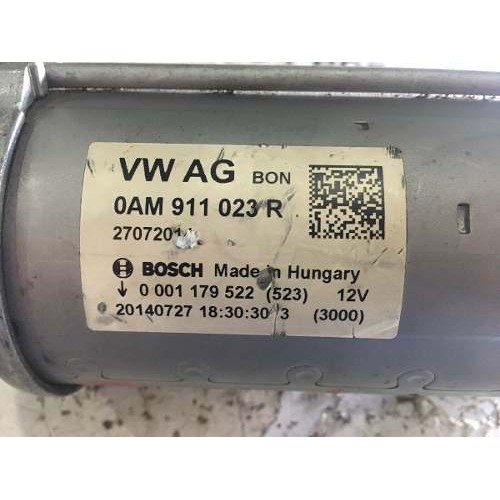 VW AG BON
0AM 911 023 R
2707201
BOSCH Made in Hungary
↓ 0 001 179 522 (523) 12V
20140727 18:30:30 3 (3000)